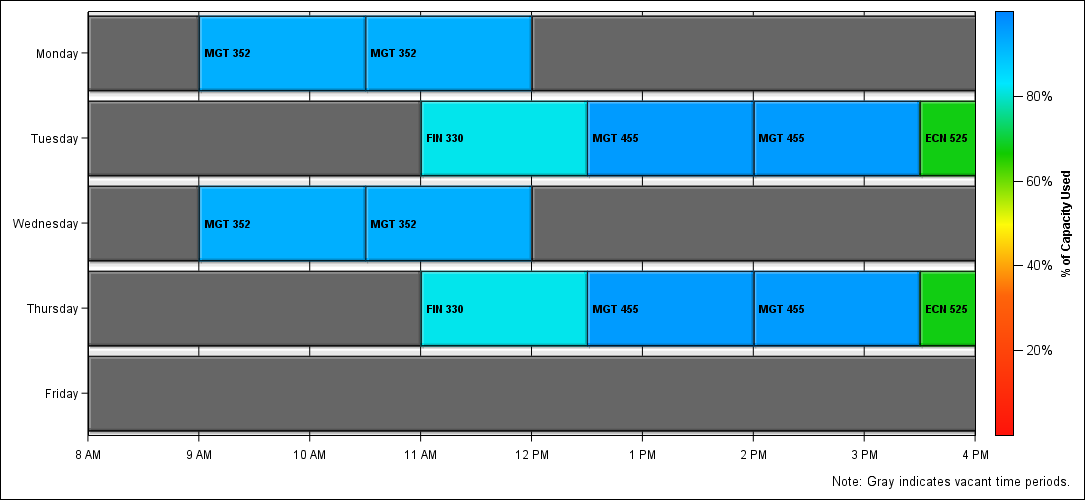 Monday
MGT 352
MGT 352
Tuesday
FIN 330
MGT 455
MGT 455
ECN 525
Wednesday
MGT 352
MGT 352
Thursday
FIN 330
MGT 455
MGT 455
ECN 525
Friday
8 AM
9 AM
10 AM
11 AM
12 PM
1 PM
2 PM
3 PM
4 PM
80%
60%
40%
20%
% of Capacity Used
Note: Gray indicates vacant time periods.